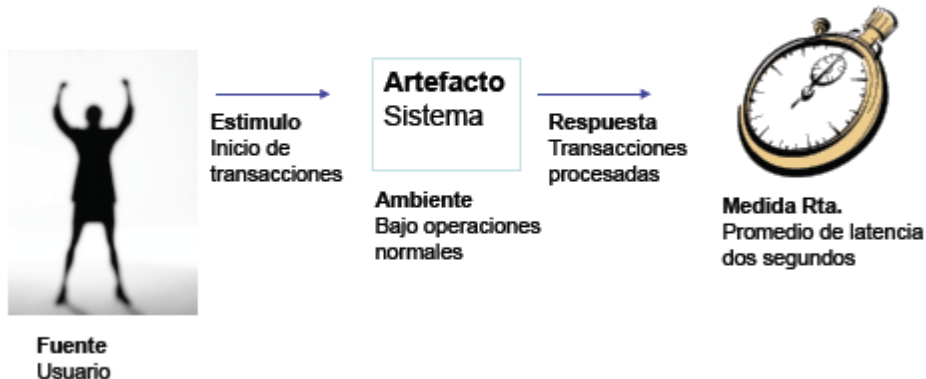 Estimulo
Inicio de
transacciones
Artefacto
Sistema
Ambiente
Bajo operaciones
normales
Respuesta
Transacciones
procesadas
Medida Rta.
Promedio de latencia
dos segundos
Fuente
Usuario